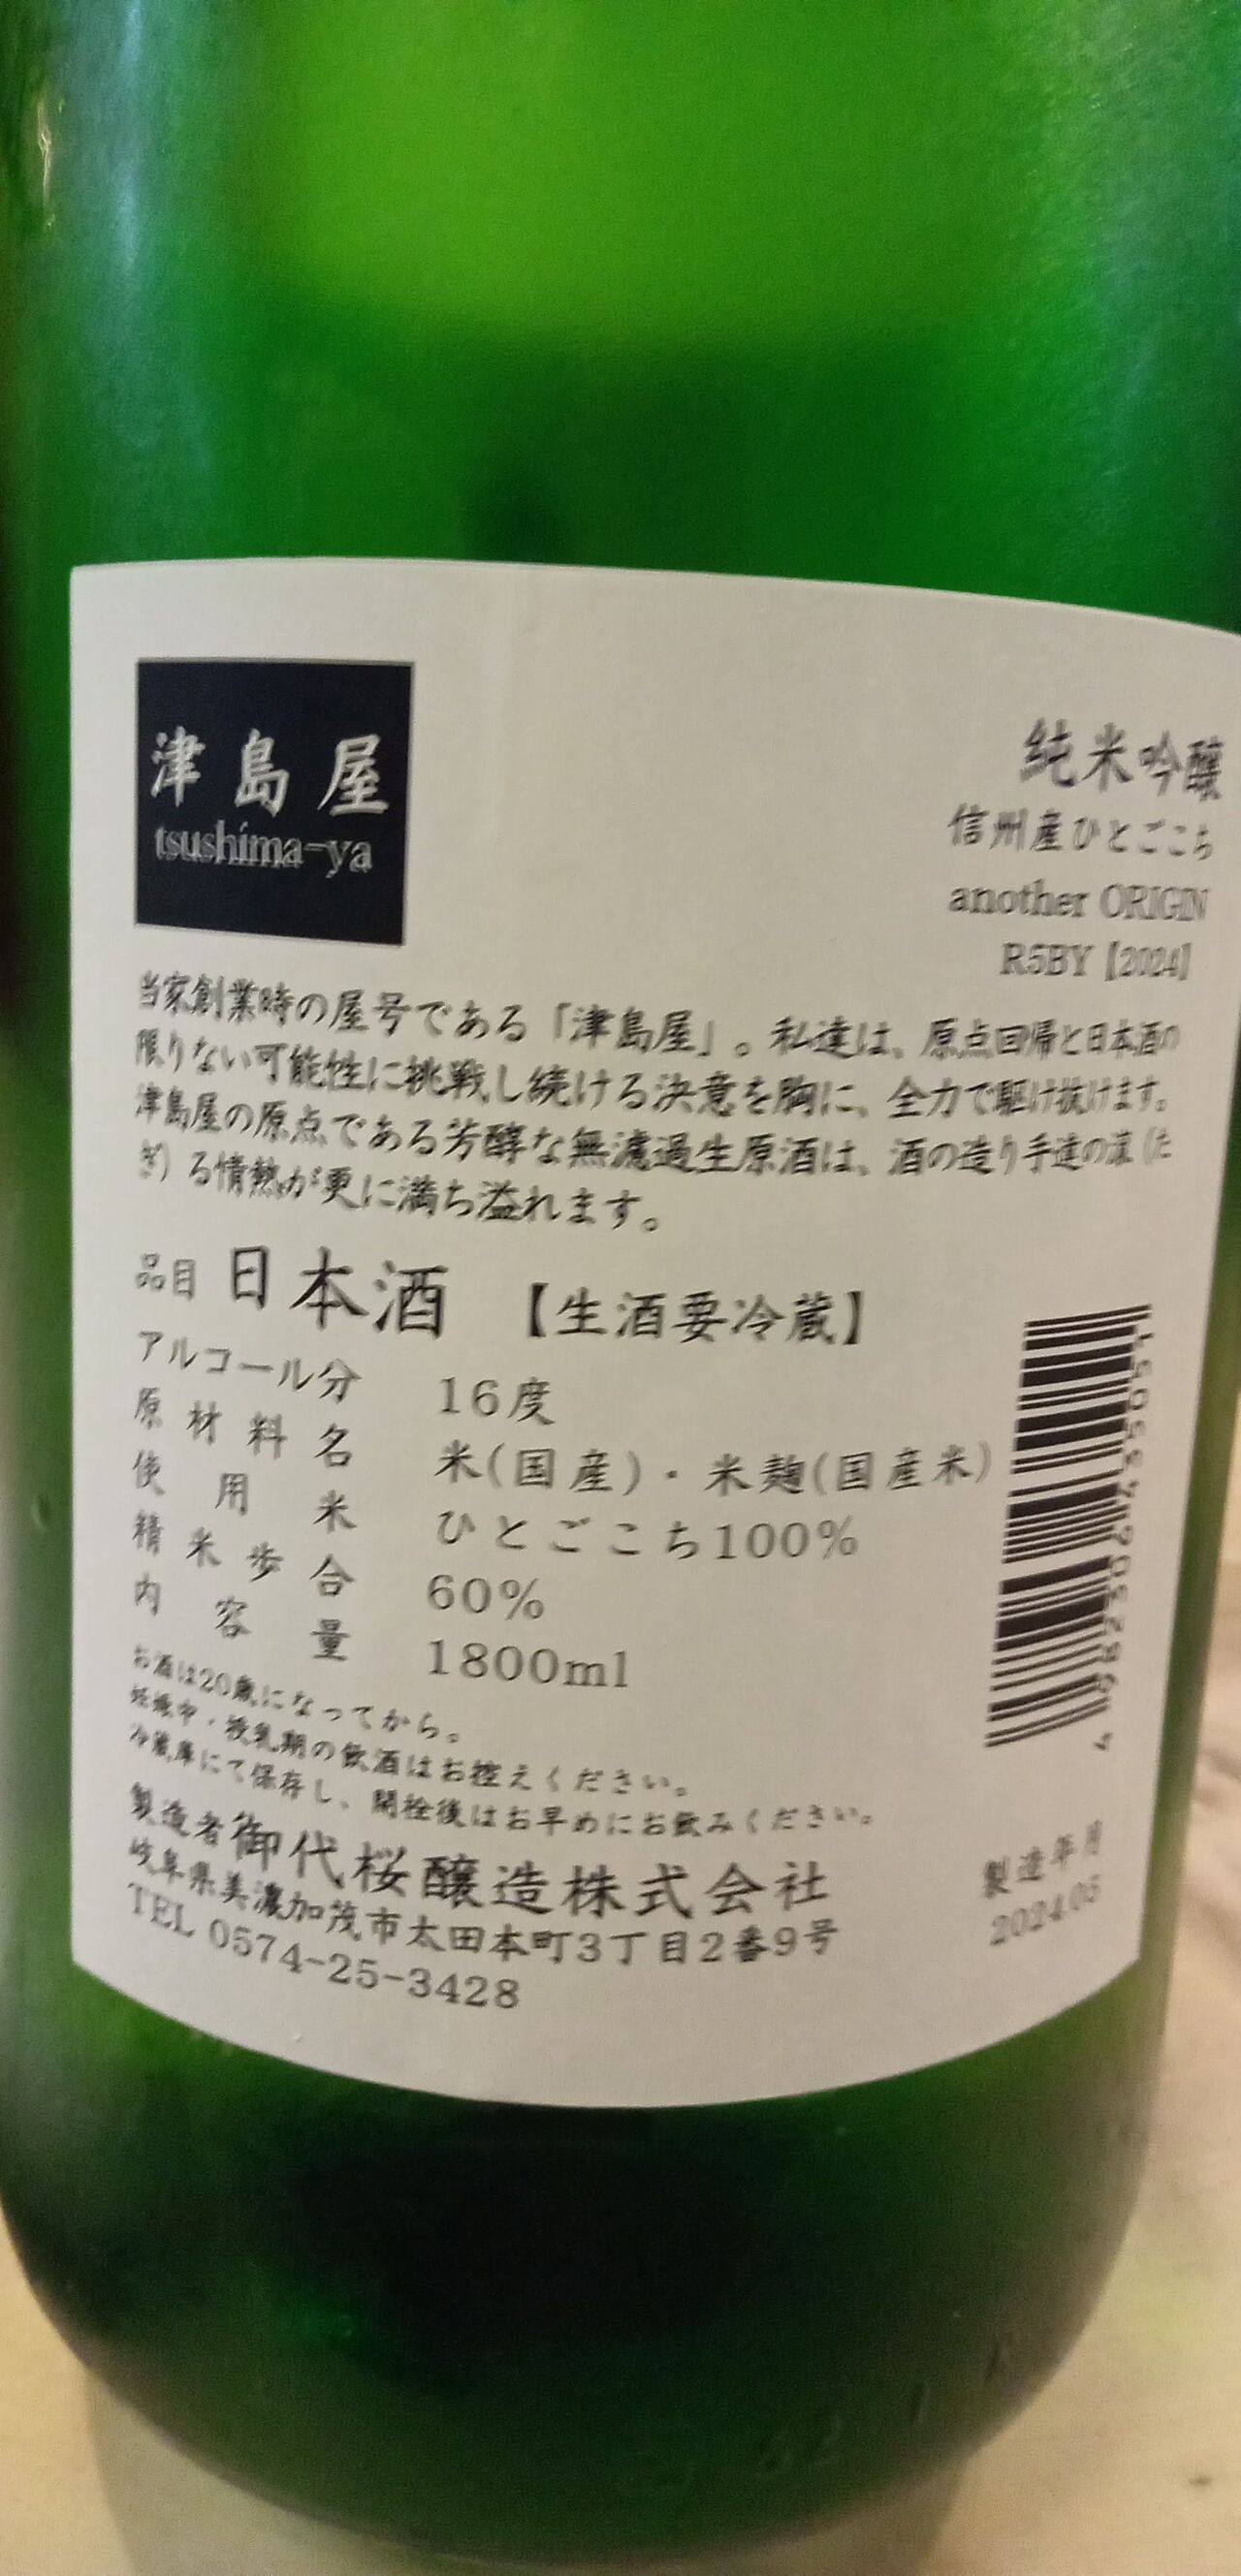 津島屋
tsushima-ya
純米吟醸
信州産ひとごこち
another ORIGIN
R5BY【2024】
当家創業時の屋号である「津島屋」。私達は、原点回帰と日本酒の
限りない可能性に挑戦し続ける決意を胸に、全力で駆け抜けます。
津島屋の原点である芳醇な無濾過生原酒は、酒の造り手達の滾(た
ぎ)る情熱が更に満ち溢れます。
品目 日本酒 【生酒要冷蔵】
アルコール分 16度
原材料名 米(国産)・米麹(国産米)
使用米 ひとごこち100%
精米歩合 60%
内容量 1800ml
お酒は20歳になってから。
妊娠中・授乳期の飲酒はお控えください。
冷蔵庫にて保存し、開栓後はお早めにお飲みください。
製造者 御代桜醸造株式会社
岐阜県美濃加茂市太田本町3丁目2番9号
TEL 0574-25-3428
製造年月
2024.05